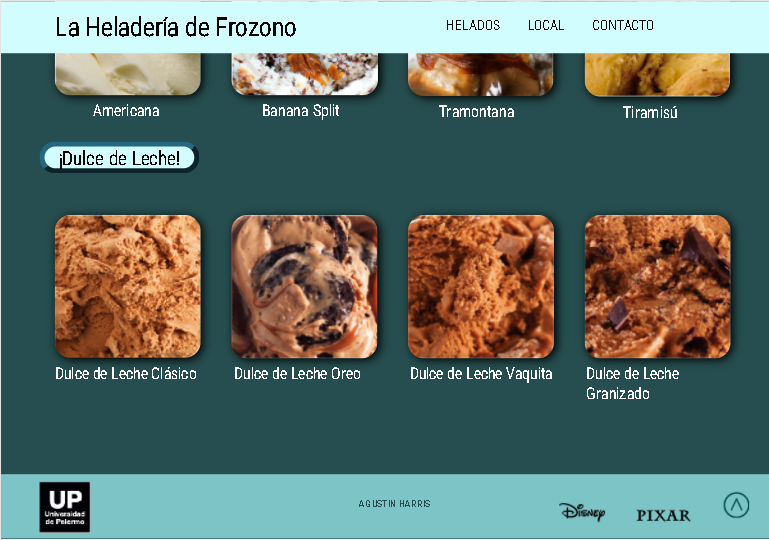 La Heladería de Frozono
HELADOS LOCAL CONTACTO
Americana
Banana Split
Tramontana
Tiramisú
¡Dulce de Leche!
Dulce de Leche Clásico
Dulce de Leche Oreo
Dulce de Leche Vaquita
Dulce de Leche
Granizado
UP
Universidad
de Palermo
AGUSTIN HARRIS
Disney
PIXAR